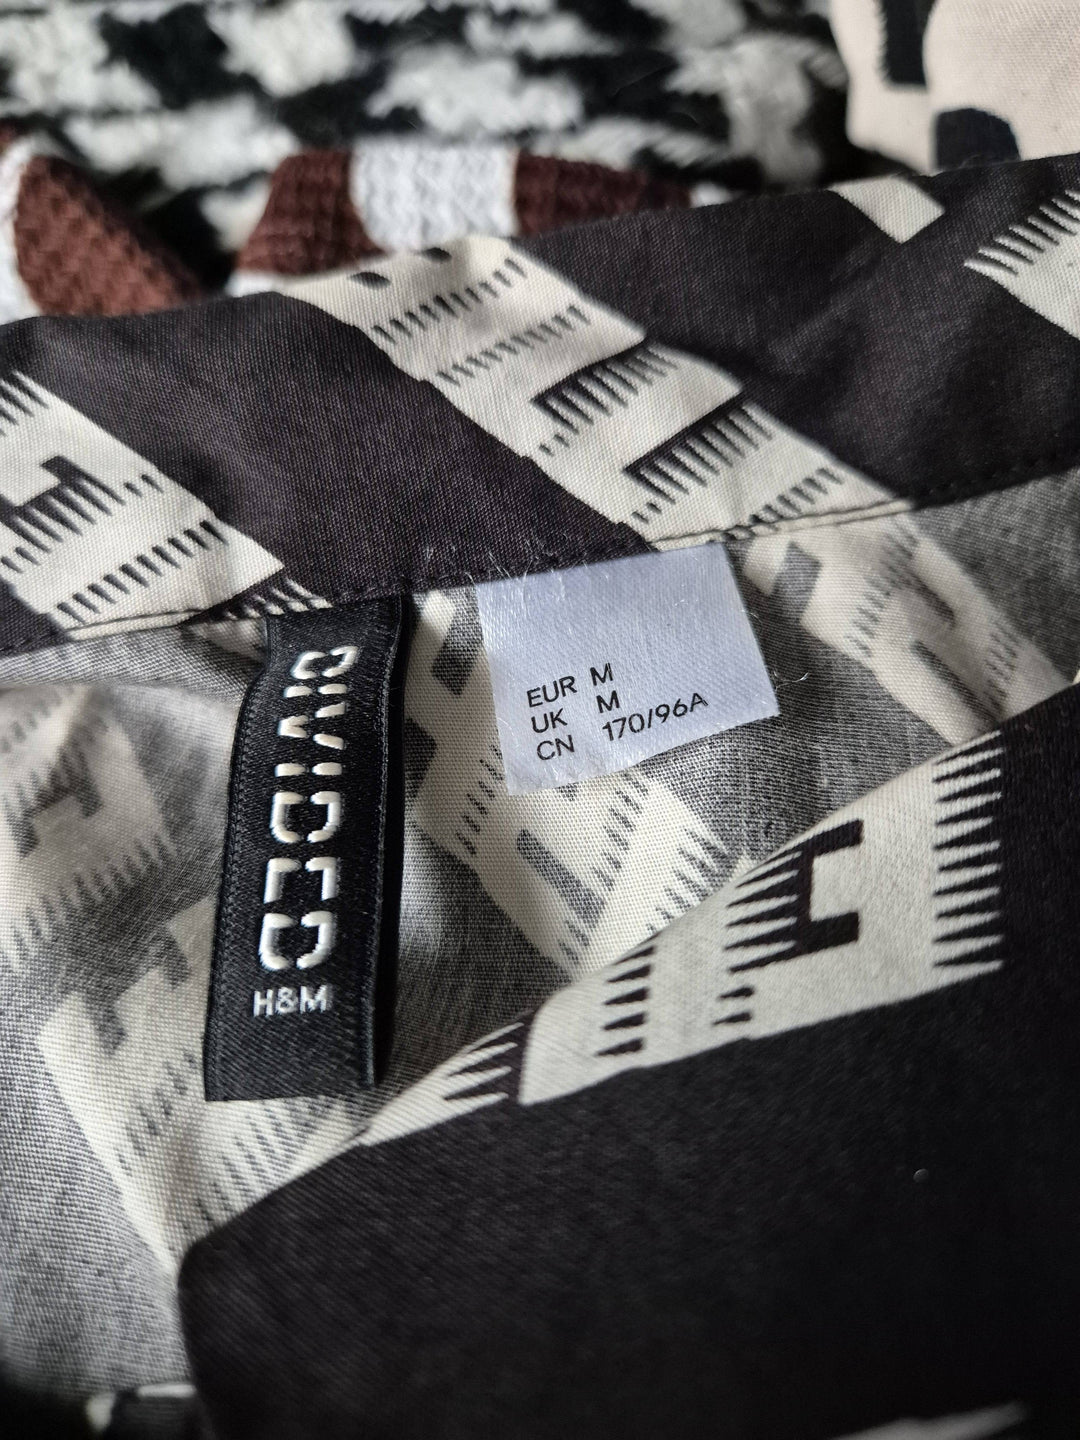 DIVIDED
H&M
EUR M
UK M
CN 170/96A